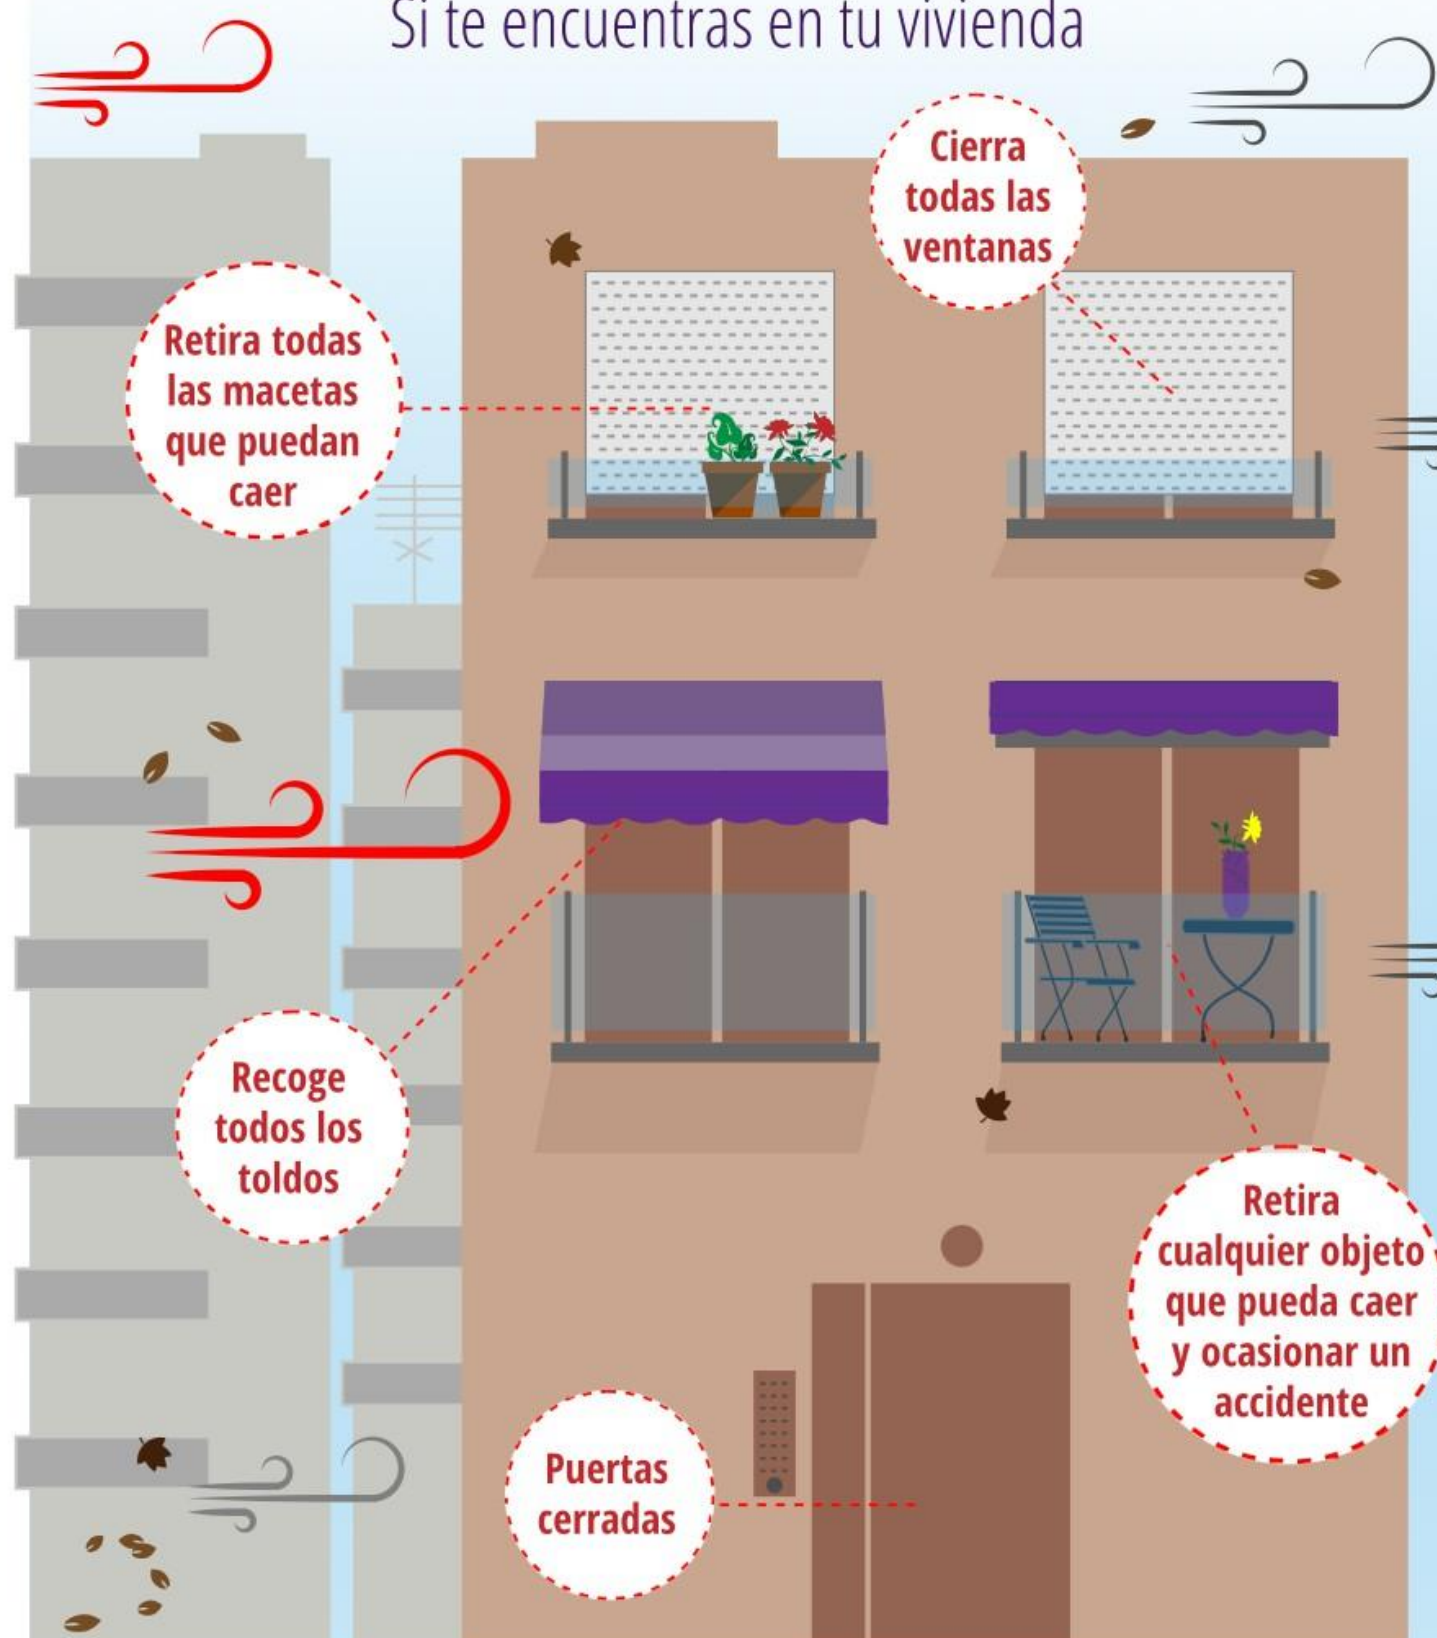 Si te encuentras en tu vivienda
Cierra
todas las
ventanas
Retira todas
las macetas
que puedan
caer
Recoge
todos los
toldos
Retira
cualquier objeto
que pueda caer
y ocasionar un
accidente
Puertas
cerradas